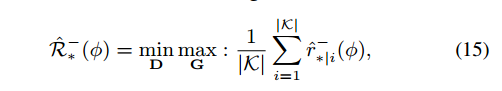 $\hat{\mathcal{R}}_*^-(\phi) = \min_{\mathbf{D}} \max_{\mathbf{G}} : \frac{1}{|\mathcal{K}|} \sum_{i=1}^{|\mathcal{K}|} \hat{r}_{*|i}^-(\phi), \quad (15)$